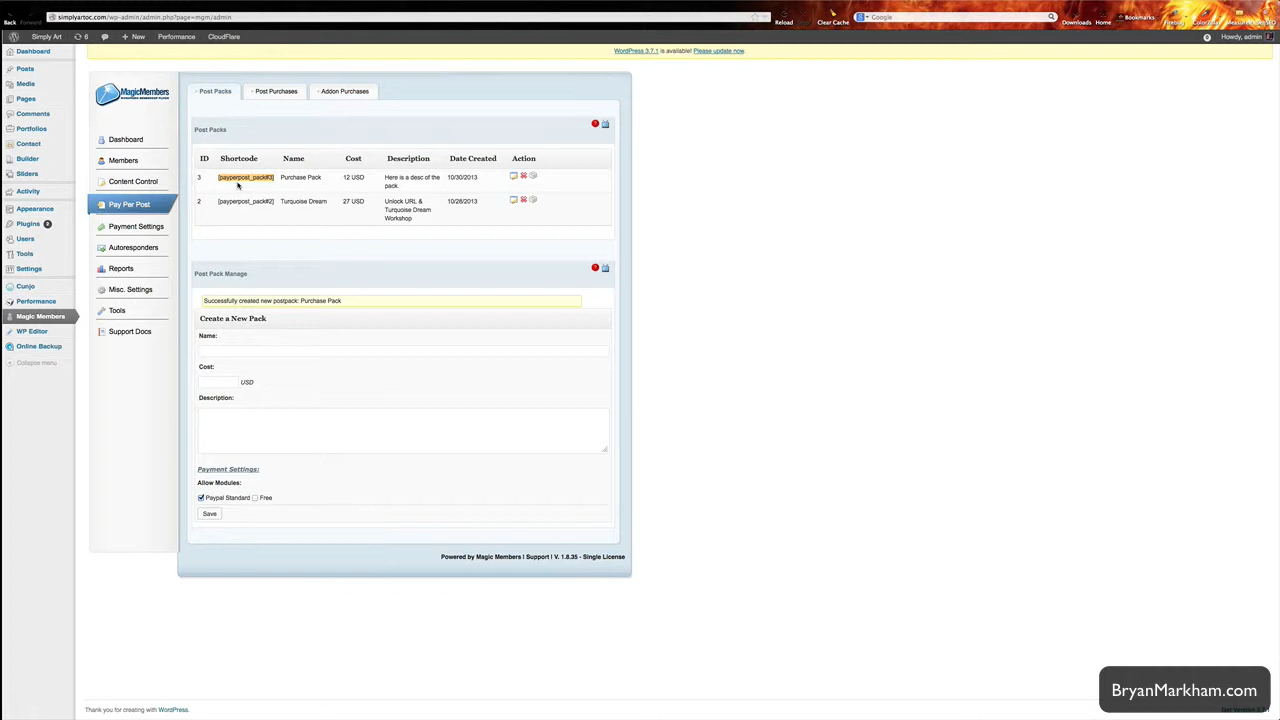 Back
Forward
simplyartoc.com/wp-admin/admin.php?page=mgm/admin
Reload
Clear Cache
Google
Downloads
Home
Bookmarks
Firebug
Simply Art
6
New
Performance
CloudFlare
0
Howdy, admin
WordPress 3.7.1 is available! Please update now.
Dashboard
Posts
Media
Pages
Comments
Portfolios
Contact
Builder
Sliders
Activity
Appearance
Plugins
Users
Tools
Settings
Cunjo
Performance
Magic Members
WP Editor
Online Backup
Collapse menu
MagicMembers
WORDPRESS MEMBERSHIP PLUGIN
Dashboard
Members
Content Control
Pay Per Post
Payment Settings
Autoresponders
Reports
Misc. Settings
Tools
Support Docs
Post Packs
Post Purchases
Addon Purchases
Post Packs
ID Shortcode Name Cost Description Date Created Action
3 [payperpost_pack#3] Purchase Pack 12 USD Here is a desc of the pack. 10/30/2013
2 [payperpost_pack#2] Turquoise Dream 27 USD Unlock URL & Turquoise Dream Workshop 10/28/2013
Post Pack Manage
Successfully created new postpack: Purchase Pack
Create a New Pack
Name:
Cost:
USD
Description:
Payment Settings:
Allow Modules:
Paypal Standard Free
Save
Powered by Magic Members | Support | V. 1.8.35 - Single License
Thank you for creating with WordPress.
BryanMarkham.com